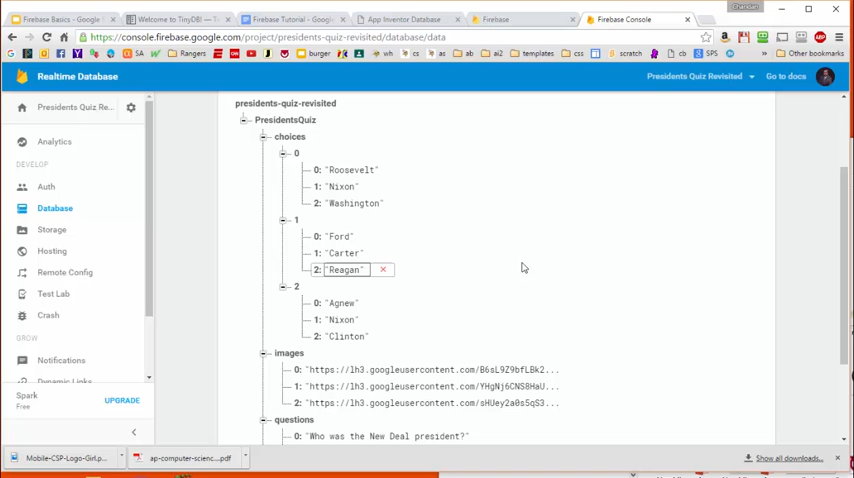 Chandan
Firebase Basics - Google
Welcome to TinyDB! — T
Firebase Tutorial - Google
App Inventor Database
Firebase
Firebase Console
https://console.firebase.google.com/project/presidents-quiz-revisited/database/data
burger
wh
cs
as
ab
ai2
templates
css
scratch
cb
SPS
Other bookmarks
SA
Rangers
Realtime Database
Presidents Quiz Revisited
Go to docs
Presidents Quiz Re...
Analytics
DEVELOP
Auth
Database
Storage
Hosting
Remote Config
Test Lab
Crash
GROW
Notifications
Dynamic Links
Spark
Free
UPGRADE
presidents-quiz-revisited
PresidentsQuiz
choices
0
0: "Roosevelt"
1: "Nixon"
2: "Washington"
1
0: "Ford"
1: "Carter"
2: "Reagan"
2
0: "Agnew"
1: "Nixon"
2: "Clinton"
images
0: "https://lh3.googleusercontent.com/B6sL9Z9bfLBk2...
1: "https://lh3.googleusercontent.com/YHgNj6CNS8HaU...
2: "https://lh3.googleusercontent.com/sHUey2a0s5qS3...
questions
0: "Who was the New Deal president?"
Mobile-CSP-Logo-Girl.p...
ap-computer-scienc...pdf
Show all downloads...